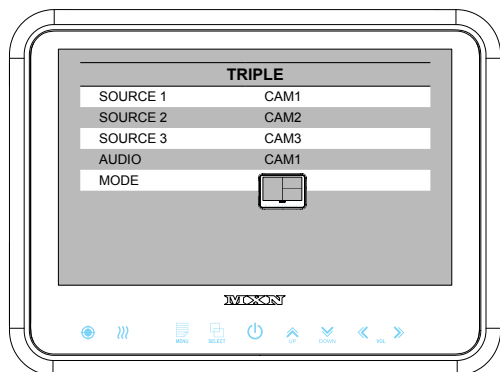 TRIPLE
SOURCE 1 CAM1
SOURCE 2 CAM2
SOURCE 3 CAM3
AUDIO CAM1
MODE
MXN
MENU SELECT UP DOWN VOL